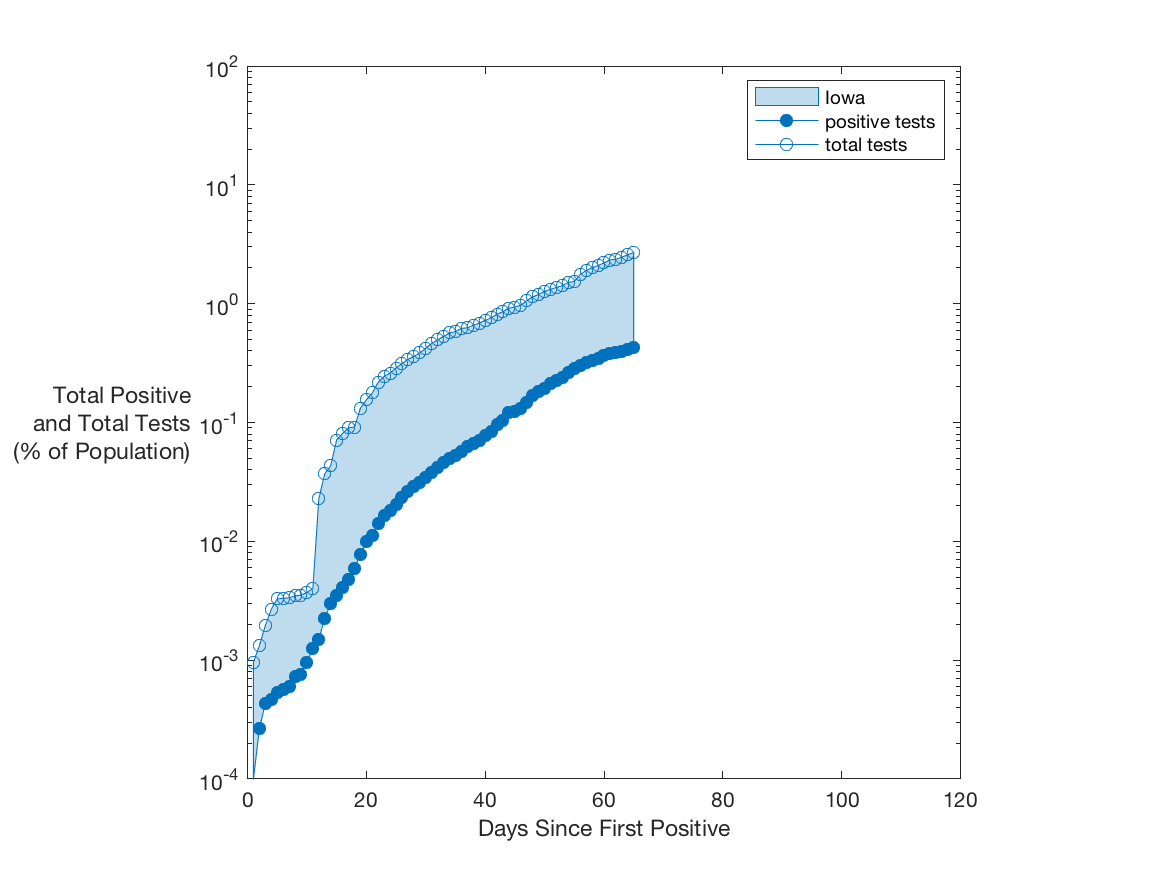 10^2
10^1
10^0
10^-1
10^-2
10^-3
10^-4
Total Positive
and Total Tests
(% of Population)
Iowa
positive tests
total tests
0 20 40 60 80 100 120
Days Since First Positive